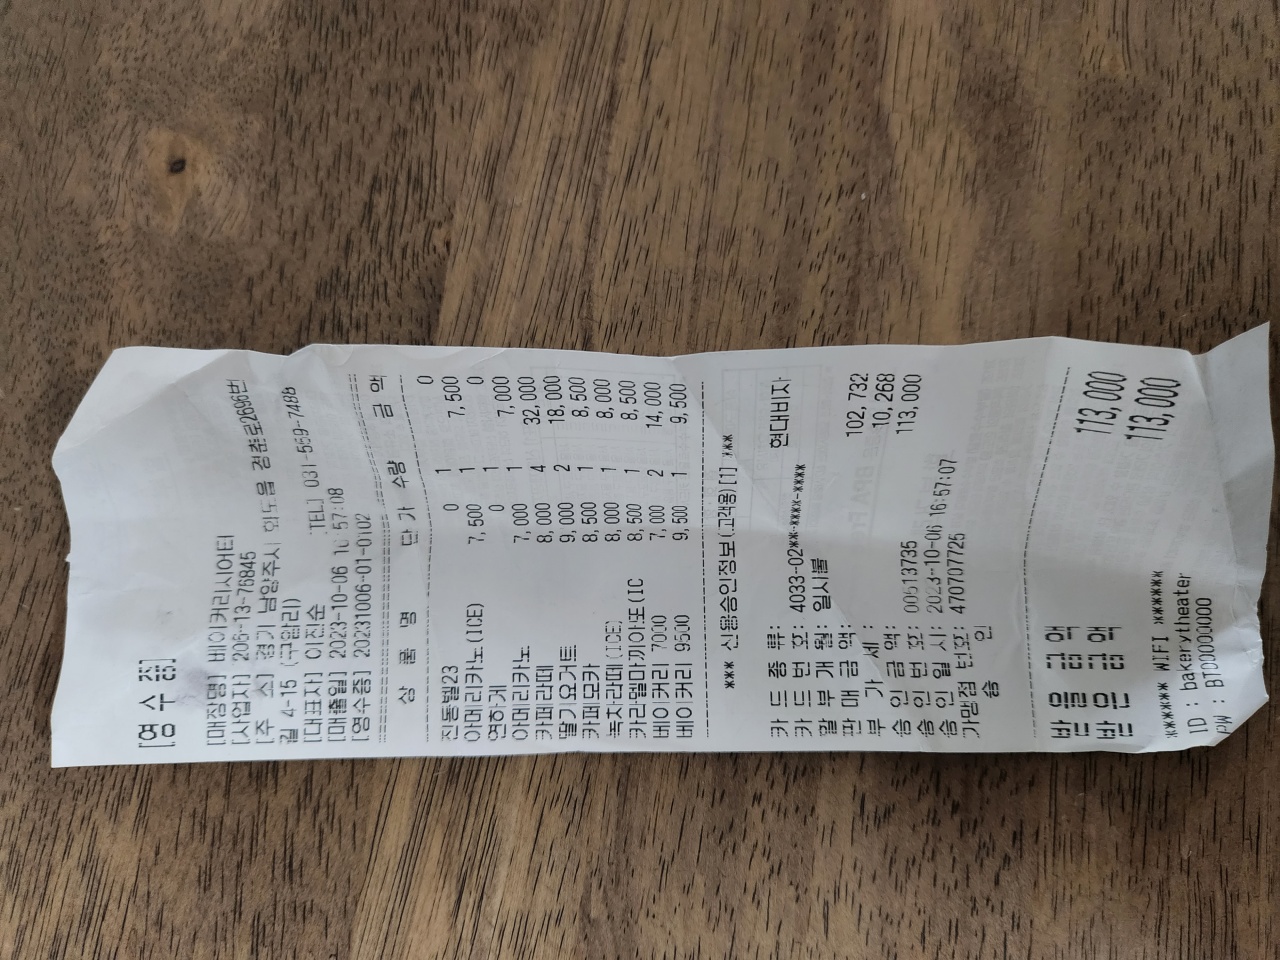 [영 수 증]
[매장명] 베이커리시어터
[사업자] 206-13-76845
[주 소] 경기 남양주시 화도읍 경춘로2696번
길 4-15 (구암리)
[대표자] 이진순 [TEL] 031-559-7486
[매출일] 2023-10-06 16:57:08
[영수증] 20231006-01-0102
상 품 명 단 가 수량 금 액
진동벨23 0 1 0
아메리카노(ICE) 7,500 1 7,500
연하게 0 1 0
아메리카노 7,000 1 7,000
카페라떼 8,000 4 32,000
딸기요거트 9,000 2 18,000
카페모카 8,500 1 8,500
녹차라떼(ICE) 8,000 1 8,000
카라멜마끼아또(IC 8,500 1 8,500
베이커리 7000 7,000 2 14,000
베이커리 9500 9,500 1 9,500
*** 신용승인정보(고객용)[1] ***
카 드 종 류: 현대비자
카 드 번 호: 4033-02**-****-****
할 부 개 월: 일시불
판 매 금 액: 102,732
부 가 세: 10,268
승 인 금 액: 113,000
승 인 번 호: 00513735
승 인 일 시: 2023-10-06 16:57:07
가맹점 번호: 470707725
승 인
받을금액 113,000
받은금액 113,000
****** WIFI ******
ID : bakerytheater
PW : BT00000000